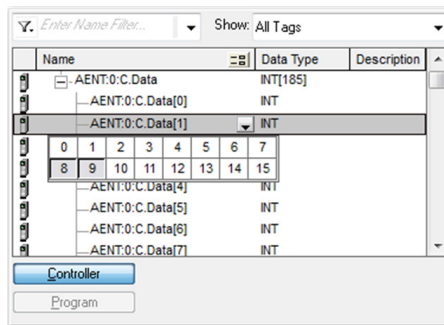 Enter Name Filter... Show: All Tags
Name Data Type Description
AENT:0:C.Data INT[185]
AENT:0:C.Data[0] INT
AENT:0:C.Data[1] INT
0 1 2 3 4 5 6 7
8 9 10 11 12 13 14 15
AENT:0:C.Data[4] INT
AENT:0:C.Data[5] INT
AENT:0:C.Data[6] INT
AENT:0:C.Data[7] INT
Controller
Program